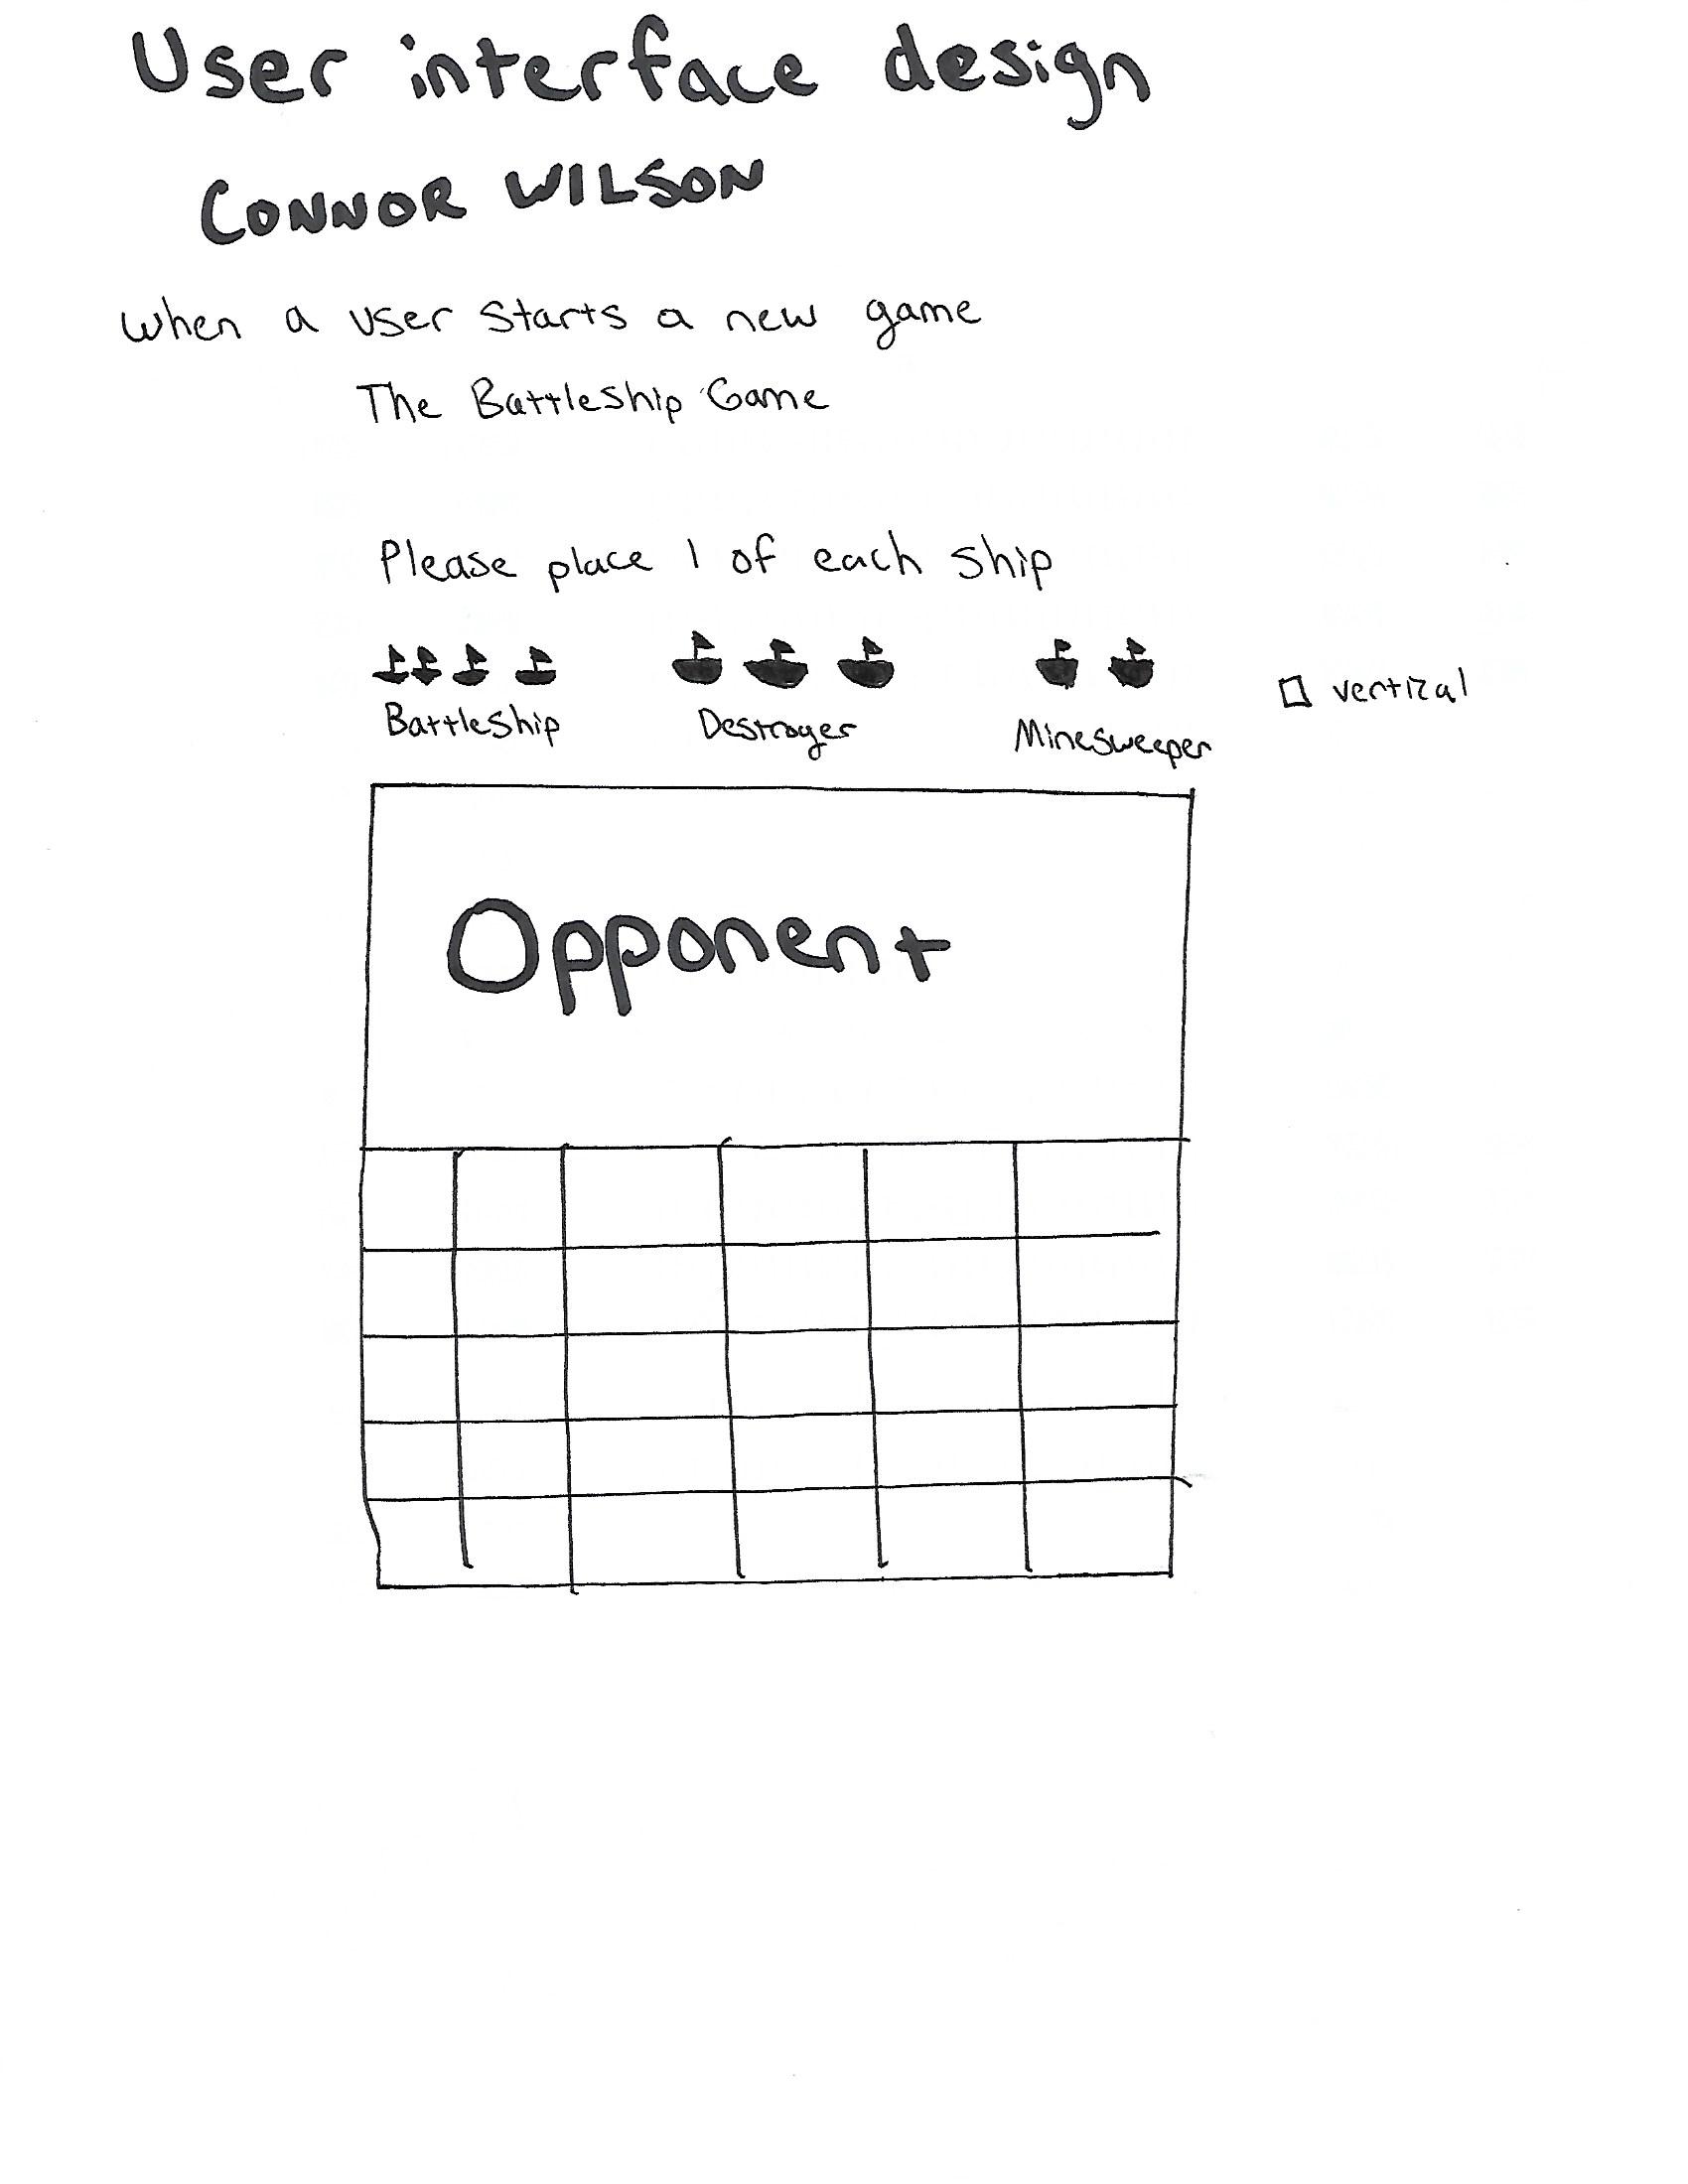 User interface design
CONNOR WILSON
when a user starts a new game
The Battleship Game
Please place 1 of each ship
Battleship Destroyer Minesweeper □ vertical
Opponent